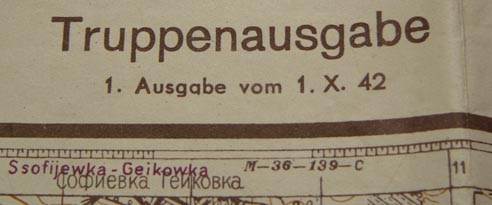 Truppenausgabe
1. Ausgabe vom 1. X. 42
Ssofijewka-Geikowka M-36-139-C
СОФИЕВКА ГЕЙКОВКА 11